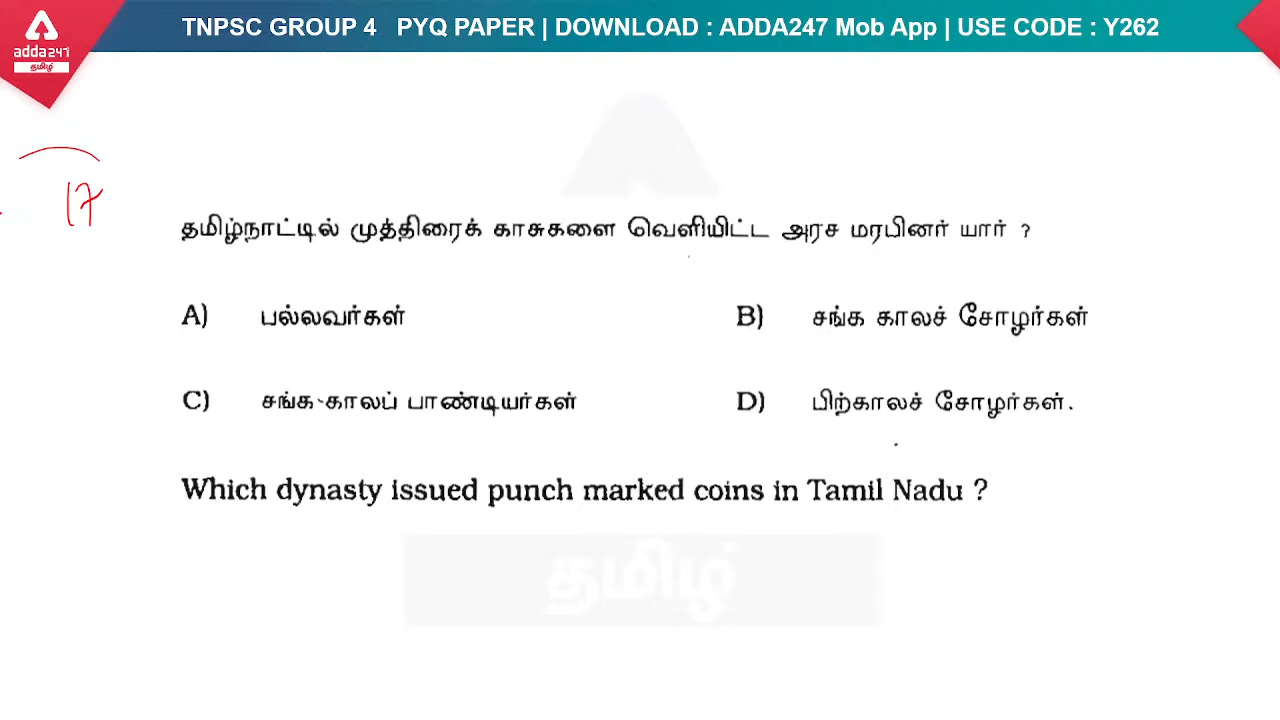 TNPSC GROUP 4 PYQ PAPER | DOWNLOAD : ADDA247 Mob App | USE CODE : Y262
adda247
தமிழ்
17
தமிழ்நாட்டில் முத்திரைக் காசுகளை வெளியிட்ட அரச மரபினர் யார் ?
A) பல்லவர்கள் B) சங்க காலச் சோழர்கள்
C) சங்க-காலப் பாண்டியர்கள் D) பிற்காலச் சோழர்கள்.
Which dynasty issued punch marked coins in Tamil Nadu ?
தமிழ்